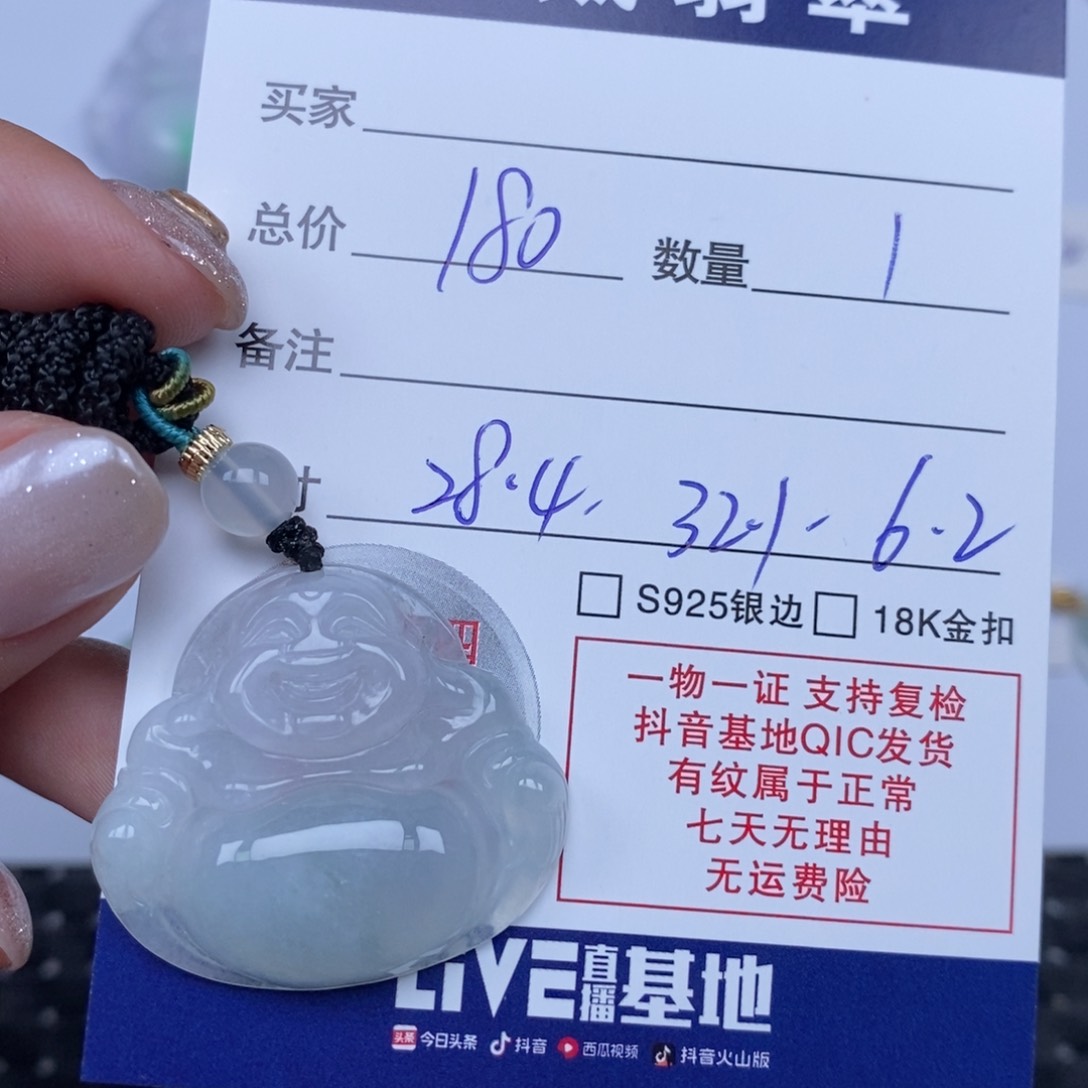 翡翠
买家
总价 180 数量 1
备注
寸 28.4. 32.1- 6.2
S925银边 18K金扣
四
一物一证 支持复检
抖音基地QIC发货
有纹属于正常
七天无理由
无运费险
LIVE直播基地
头条 今日头条 抖音 西瓜视频 抖音火山版